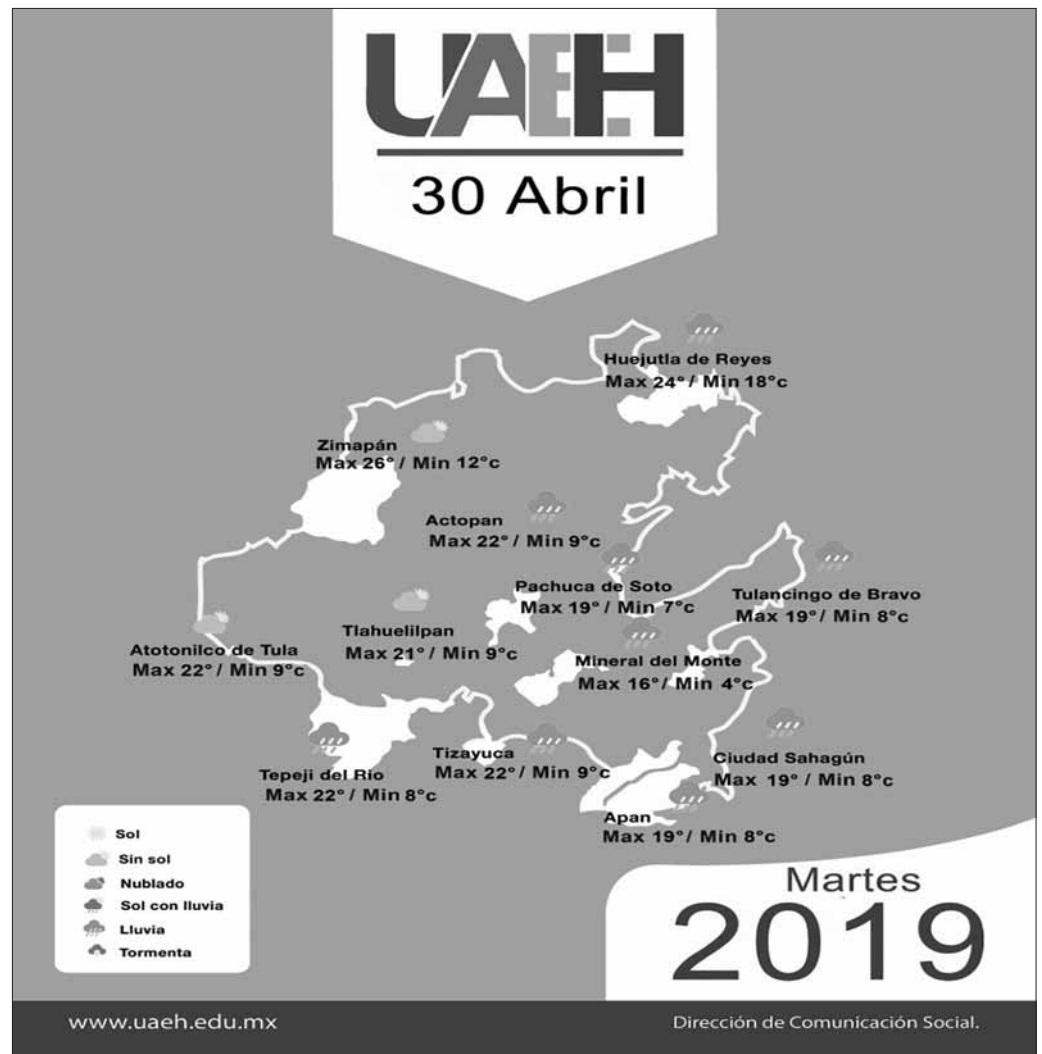 UAEH
30 Abril
Huejutla de Reyes
Max 24° / Min 18°c
Zimapán
Max 26° / Min 12°c
Actopan
Max 22° / Min 9°c
Pachuca de Soto
Max 19° / Min 7°c
Tulancingo de Bravo
Max 19° / Min 8°c
Tlahuelilpan
Max 21° / Min 9°c
Atotonilco de Tula
Max 22° / Min 9°c
Mineral del Monte
Max 16° / Min 4°c
Tizayuca
Max 22° / Min 9°c
Ciudad Sahagún
Max 19° / Min 8°c
Tepeji del Río
Max 22° / Min 8°c
Apan
Max 19° / Min 8°c
Sol
Sin sol
Nublado
Sol con lluvia
Lluvia
Tormenta
Martes
2019
www.uaeh.edu.mx
Dirección de Comunicación Social.